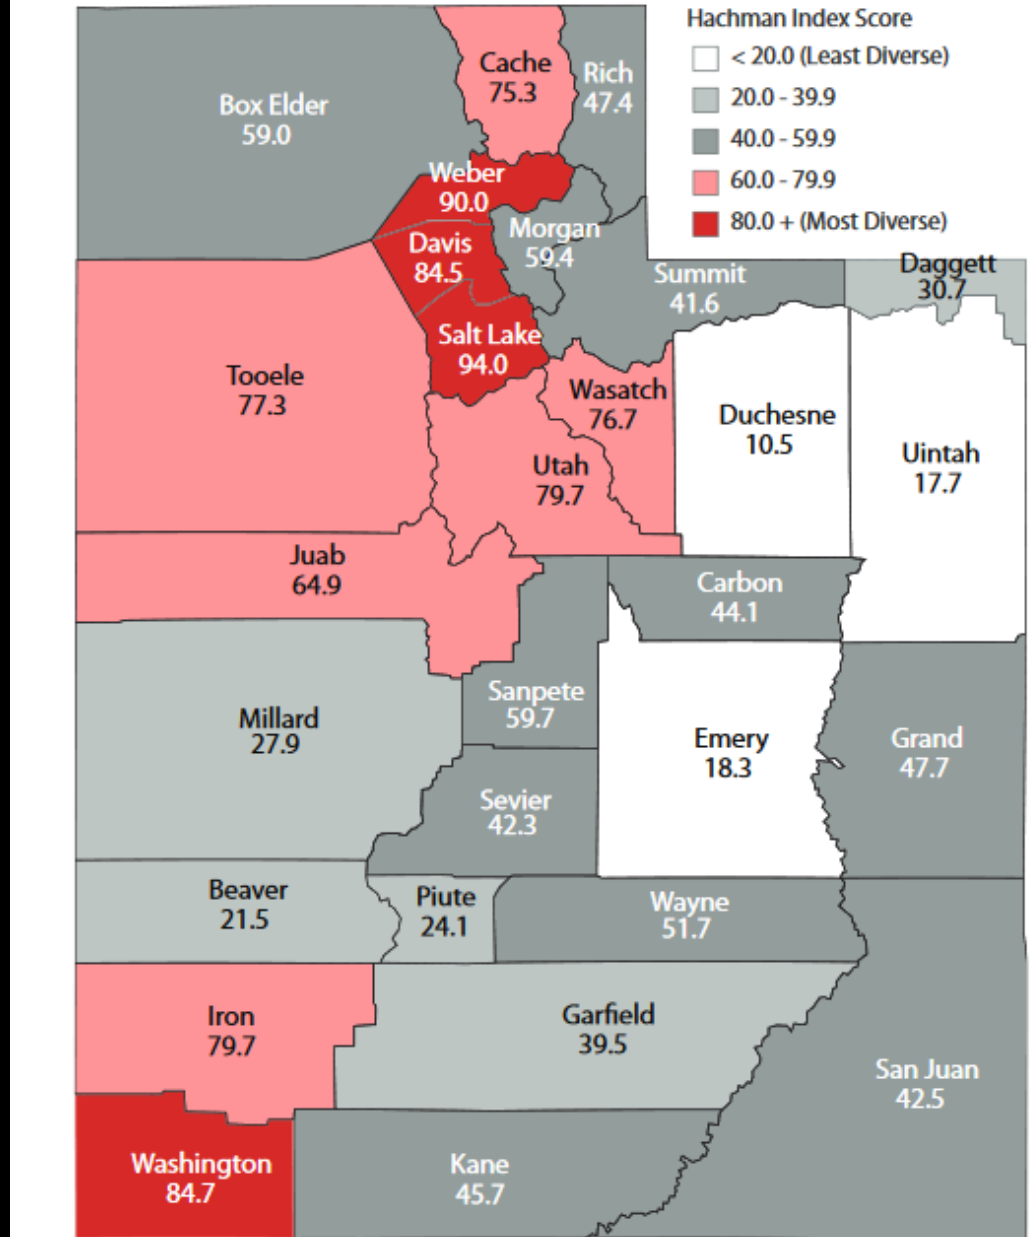 Hachman Index Score
< 20.0 (Least Diverse)
20.0 - 39.9
40.0 - 59.9
60.0 - 79.9
80.0 + (Most Diverse)
Cache
75.3
Rich
47.4
Box Elder
59.0
Weber
90.0
Morgan
59.4
Davis
84.5
Summit
41.6
Daggett
30.7
Salt Lake
94.0
Tooele
77.3
Wasatch
76.7
Duchesne
10.5
Uintah
17.7
Utah
79.7
Juab
64.9
Carbon
44.1
Sanpete
59.7
Millard
27.9
Emery
18.3
Grand
47.7
Sevier
42.3
Beaver
21.5
Piute
24.1
Wayne
51.7
Iron
79.7
Garfield
39.5
San Juan
42.5
Washington
84.7
Kane
45.7